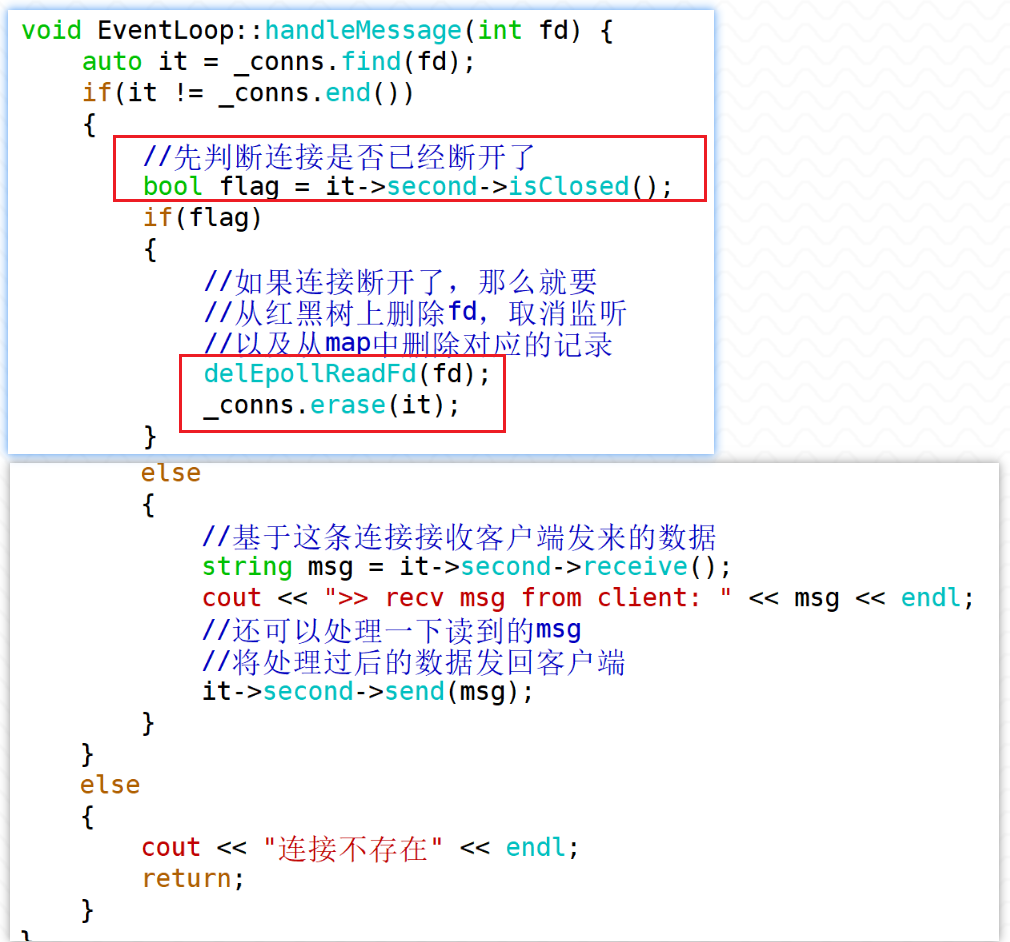 void EventLoop::handleMessage(int fd) {
    auto it = _conns.find(fd);
    if(it != _conns.end())
    {
        //先判断连接是否已经断开了
        bool flag = it->second->isClosed();
        if(flag)
        {
            //如果连接断开了，那么就要
            //从红黑树上删除fd，取消监听
            //以及从map中删除对应的记录
            delEpollReadFd(fd);
            _conns.erase(it);
        }
        else
        {
            //基于这条连接接收客户端发来的数据
            string msg = it->second->receive();
            cout << ">> recv msg from client: " << msg << endl;
            //还可以处理一下读到的msg
            //将处理过后的数据发回客户端
            it->second->send(msg);
        }
    }
    else
    {
        cout << "连接不存在" << endl;
        return;
    }
}